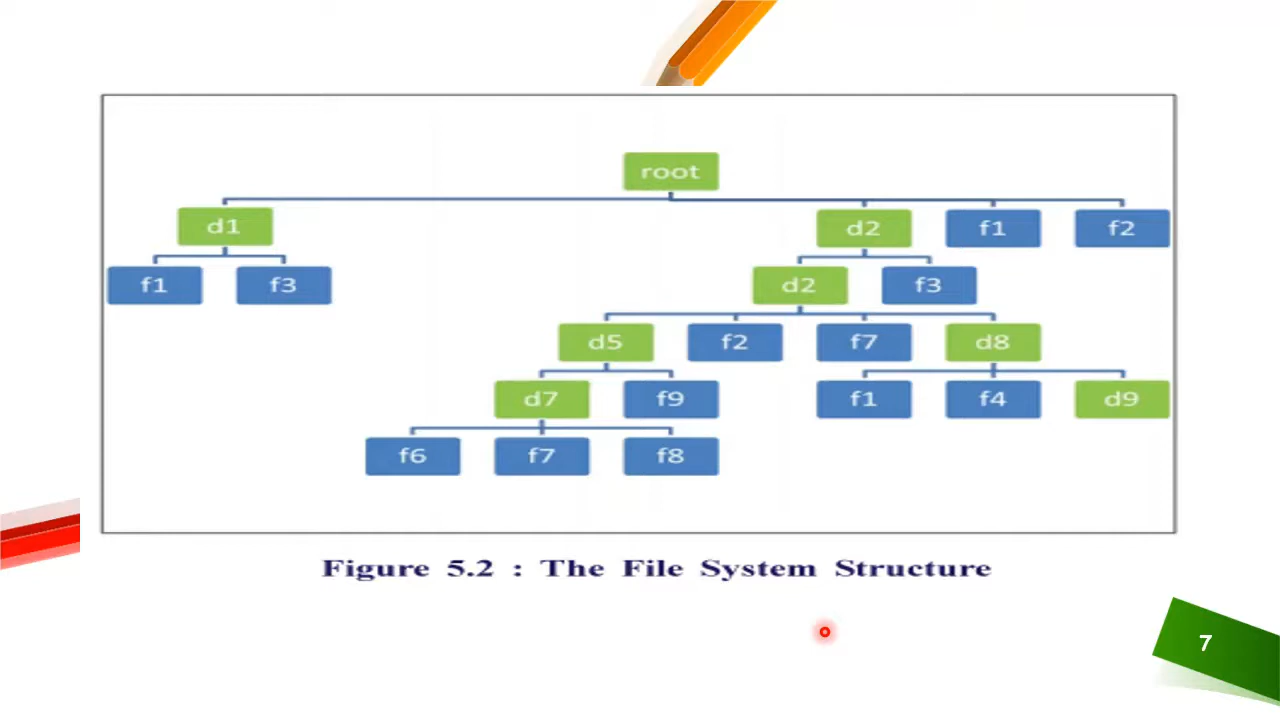 root
d1 d2 f1 f2
f1 f3 d2 f3
d5 f2 f7 d8
d7 f9 f1 f4 d9
f6 f7 f8
Figure 5.2 : The File System Structure
7